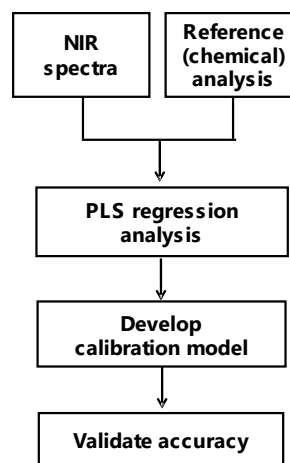 NIR
spectra
Reference
(chemical)
analysis
PLS regression
analysis
Develop
calibration model
Validate accuracy